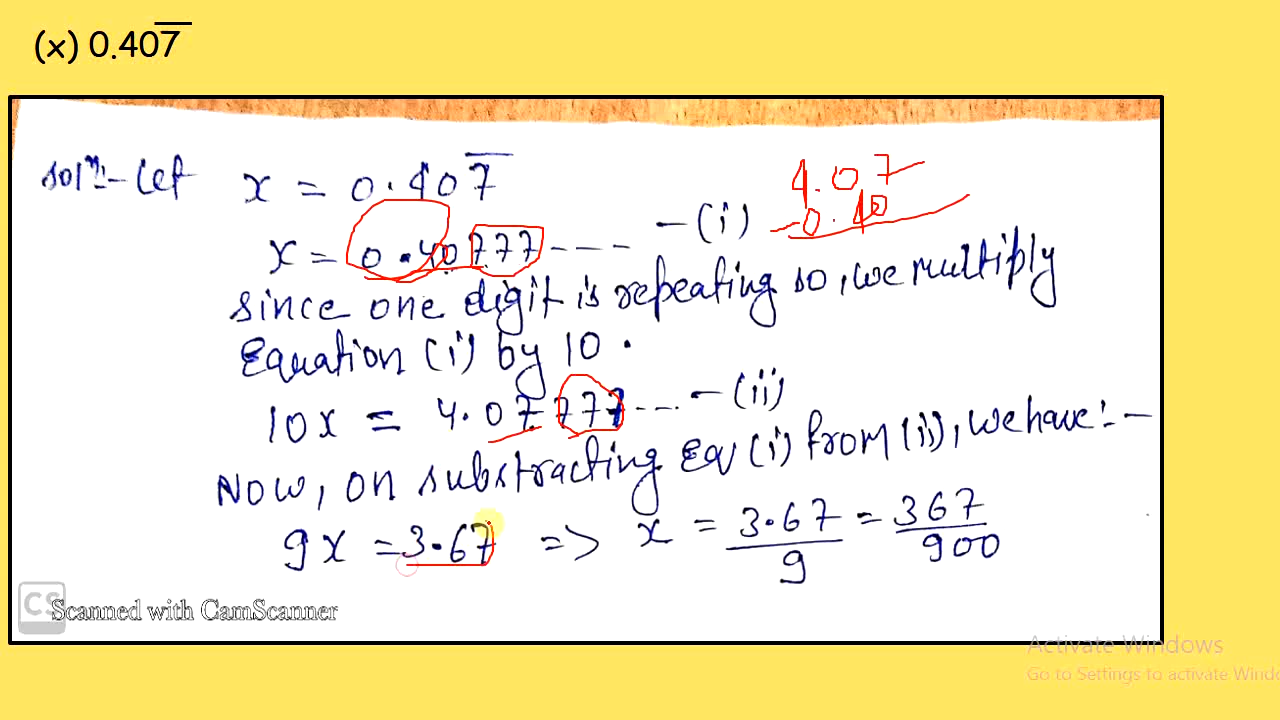 (x) 0.407̅
Solⁿ:- Let x = 0.407̅
4.07
- 0.40
x = 0.40777---- -(i)
since one digit is repeating so, we multiply
Equation (i) by 10.
10x = 4.07777... -(ii)
Now, on substracting Eq (i) from (ii), we have:-
9x = 3.67 => x = 3.67/9 = 367/900
CS Scanned with CamScanner
Activate Windows
Go to Settings to activate Windo